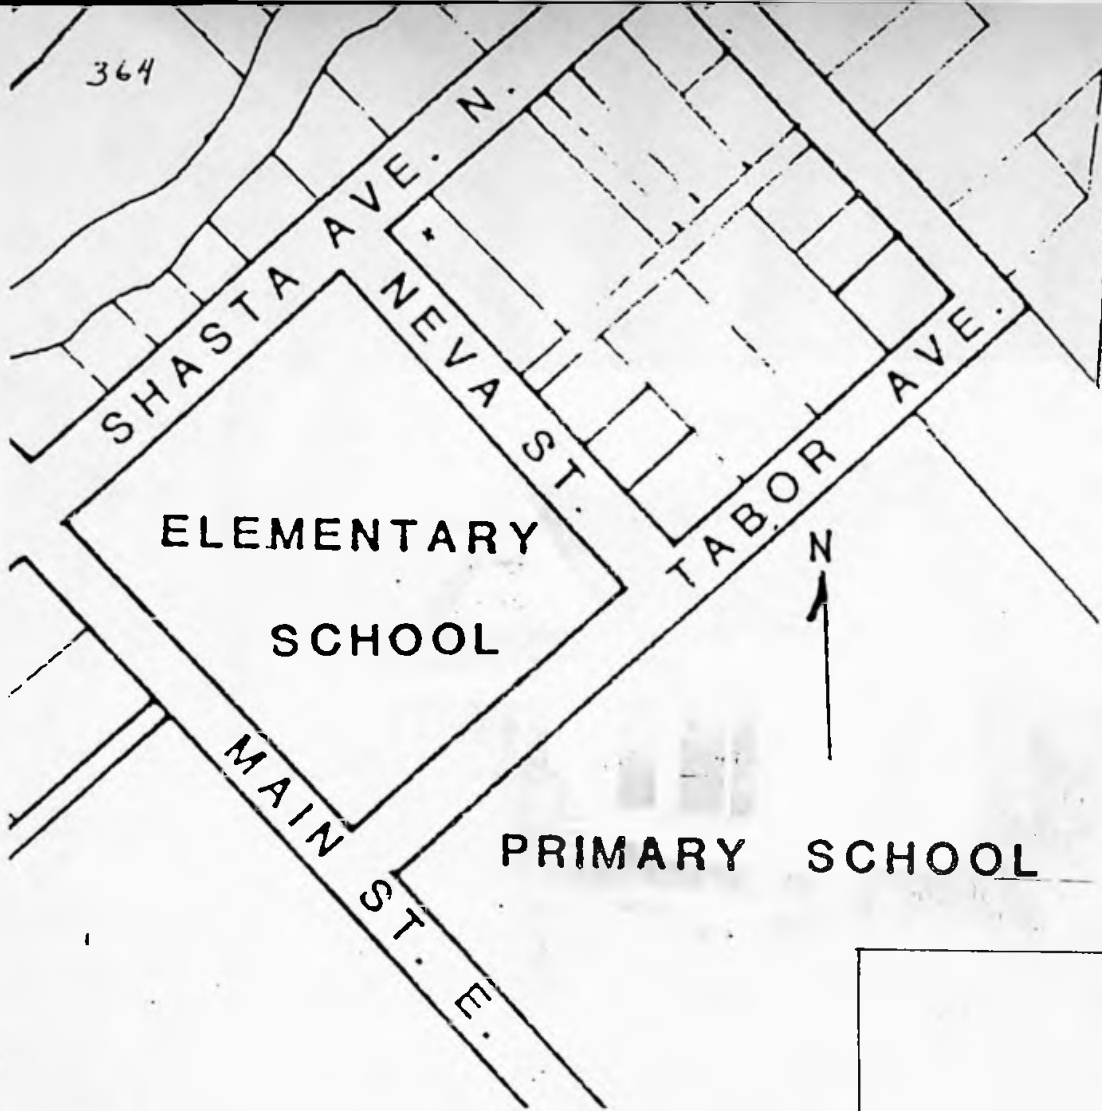 364
SHASTA AVE. N.
NEVA ST.
TABOR AVE.
ELEMENTARY
SCHOOL
N
MAIN ST. E.
PRIMARY SCHOOL